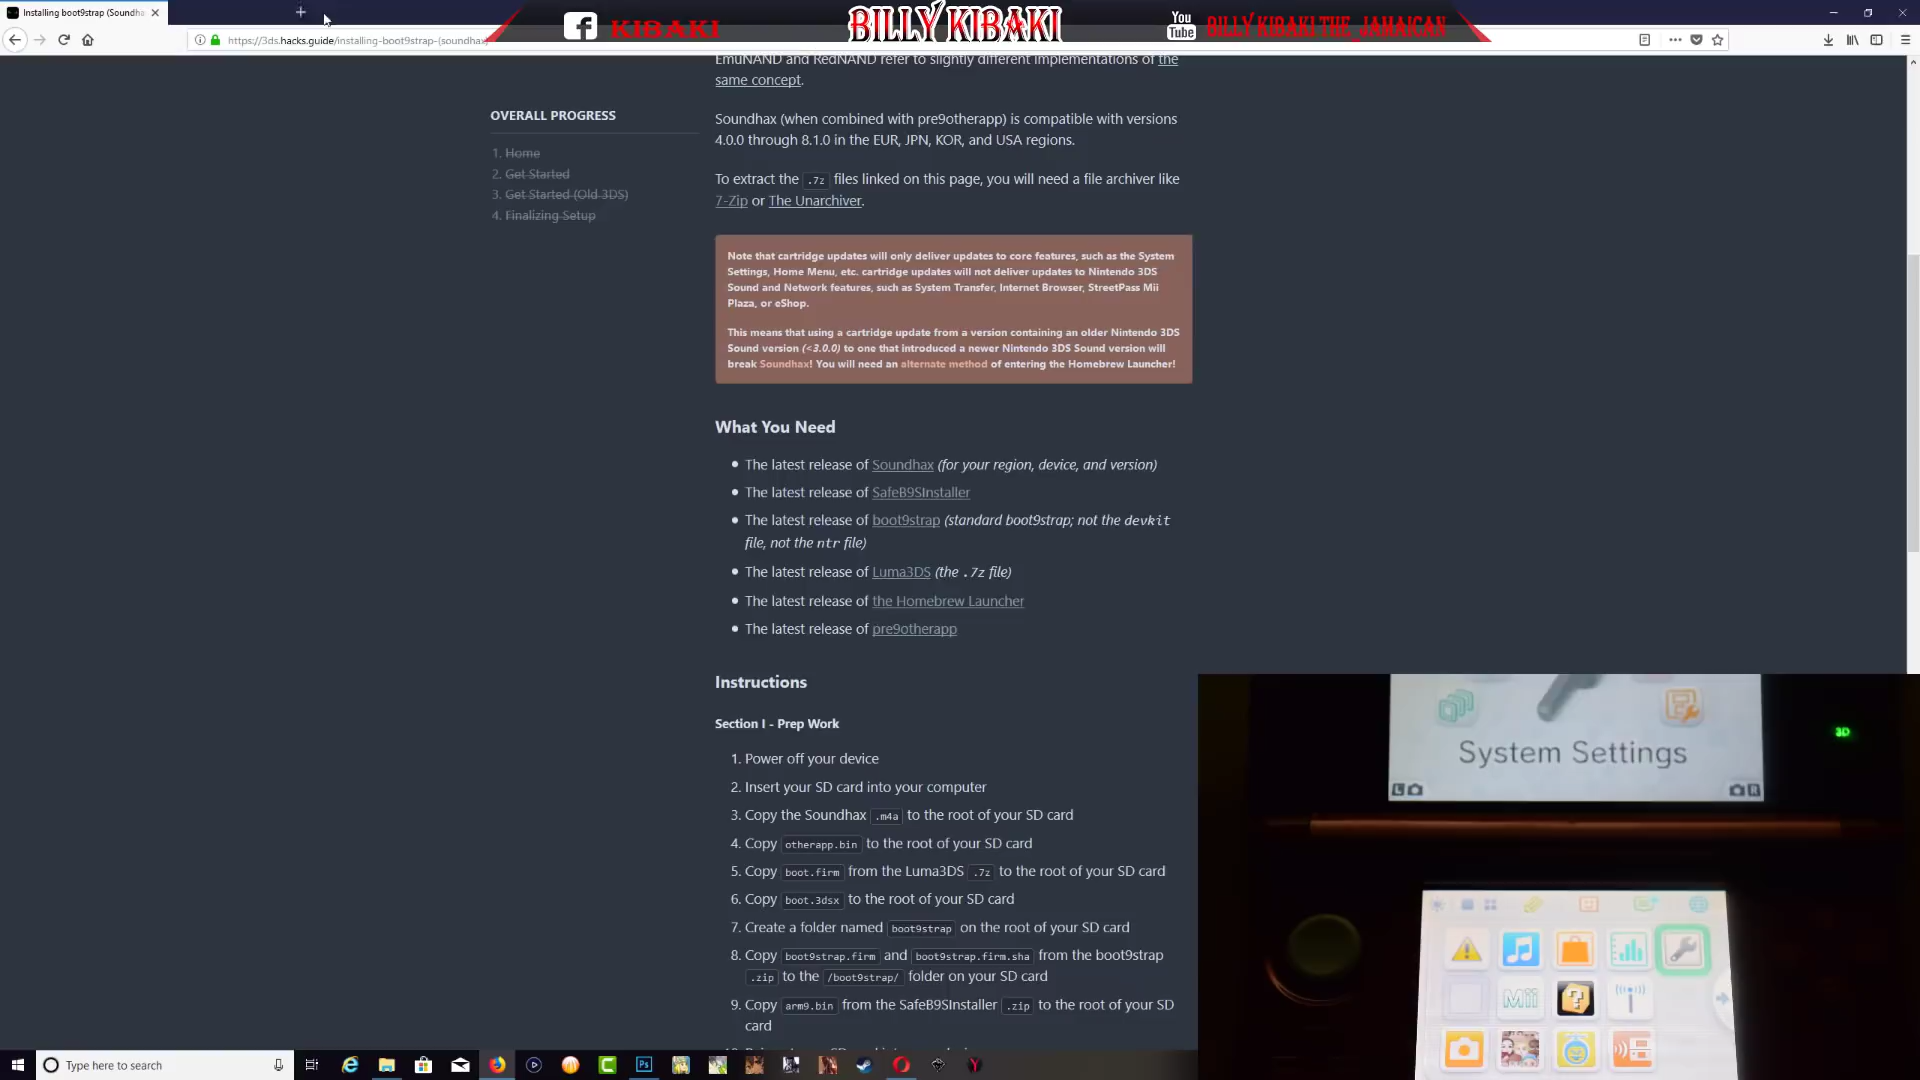 Installing boot9strap (Soundha
KIBAKI
BILLY KIBAKI
You
Tube
BILLY KIBAKI THE_JAMAICAN
https://3ds.hacks.guide/installing-boot9strap-(soundhax
EmuNAND and RedNAND refer to slightly different implementations of the
same concept.
OVERALL PROGRESS
1. Home
2. Get Started
3. Get Started (Old 3DS)
4. Finalizing Setup
Soundhax (when combined with pre9otherapp) is compatible with versions
4.0.0 through 8.1.0 in the EUR, JPN, KOR, and USA regions.
To extract the .7z files linked on this page, you will need a file archiver like
7-Zip or The Unarchiver.
Note that cartridge updates will only deliver updates to core features, such as the System
Settings, Home Menu, etc. cartridge updates will not deliver updates to Nintendo 3DS
Sound and Network features, such as System Transfer, Internet Browser, StreetPass Mii
Plaza, or eShop.
This means that using a cartridge update from a version containing an older Nintendo 3DS
Sound version (<3.0.0) to one that introduced a newer Nintendo 3DS Sound version will
break Soundhax! You will need an alternate method of entering the Homebrew Launcher!
What You Need
The latest release of Soundhax (for your region, device, and version)
The latest release of SafeB9SInstaller
The latest release of boot9strap (standard boot9strap; not the devkit
file, not the ntr file)
The latest release of Luma3DS (the .7z file)
The latest release of the Homebrew Launcher
The latest release of pre9otherapp
Instructions
Section I - Prep Work
1. Power off your device
2. Insert your SD card into your computer
3. Copy the Soundhax .m4a to the root of your SD card
4. Copy otherapp.bin to the root of your SD card
5. Copy boot.firm from the Luma3DS .7z to the root of your SD card
6. Copy boot.3dsx to the root of your SD card
7. Create a folder named boot9strap on the root of your SD card
8. Copy boot9strap.firm and boot9strap.firm.sha from the boot9strap
.zip to the /boot9strap/ folder on your SD card
9. Copy arm9.bin from the SafeB9SInstaller .zip to the root of your SD
card
System Settings
L
R
3D
Mii
Type here to search
Ps